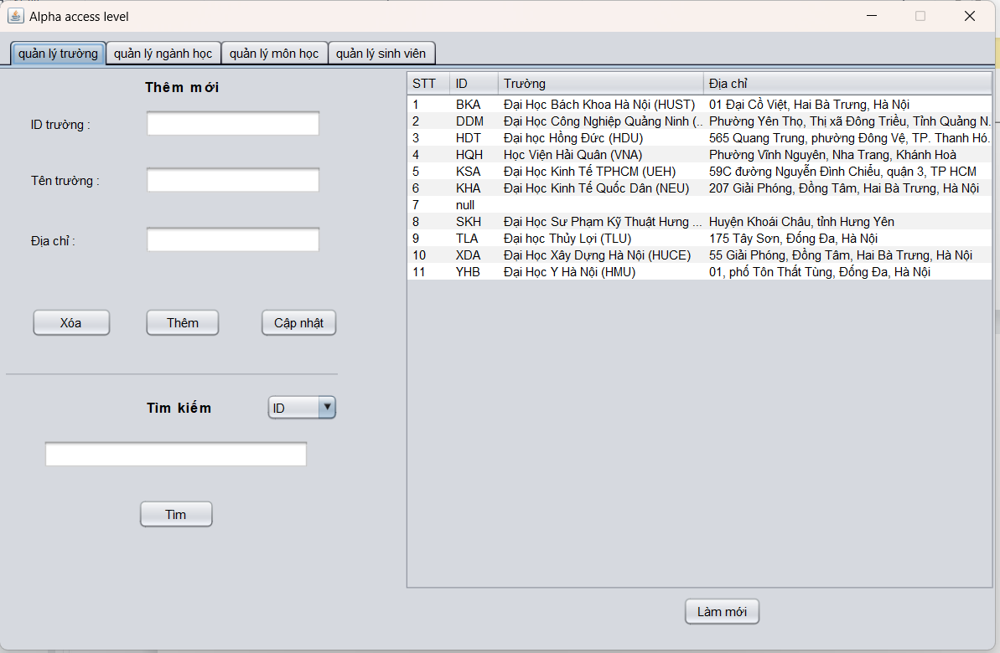 Alpha access level
quản lý trường quản lý ngành học quản lý môn học quản lý sinh viên
Thêm mới
ID trường :
Tên trường :
Địa chỉ :
Xóa Thêm Cập nhật
Tìm kiếm ID
Tìm
STT ID Trường Địa chỉ
1 BKA Đại Học Bách Khoa Hà Nội (HUST) 01 Đại Cồ Việt, Hai Bà Trưng, Hà Nội
2 DDM Đại Học Công Nghiệp Quảng Ninh (... Phường Yên Thọ, Thị xã Đông Triều, Tỉnh Quảng N...
3 HDT Đại học Hồng Đức (HDU) 565 Quang Trung, phường Đông Vệ, TP. Thanh Hó...
4 HQH Học Viện Hải Quân (VNA) Phường Vĩnh Nguyên, Nha Trang, Khánh Hoà
5 KSA Đại Học Kinh Tế TPHCM (UEH) 59C đường Nguyễn Đình Chiểu, quận 3, TP HCM
6 KHA Đại Học Kinh Tế Quốc Dân (NEU) 207 Giải Phóng, Đồng Tâm, Hai Bà Trưng, Hà Nội
7 null
8 SKH Đại Học Sư Phạm Kỹ Thuật Hưng ... Huyện Khoái Châu, tỉnh Hưng Yên
9 TLA Đại học Thủy Lợi (TLU) 175 Tây Sơn, Đống Đa, Hà Nội
10 XDA Đại Học Xây Dựng Hà Nội (HUCE) 55 Giải Phóng, Đồng Tâm, Hai Bà Trưng, Hà Nội
11 YHB Đại Học Y Hà Nội (HMU) 01, phố Tôn Thất Tùng, Đống Đa, Hà Nội
Làm mới